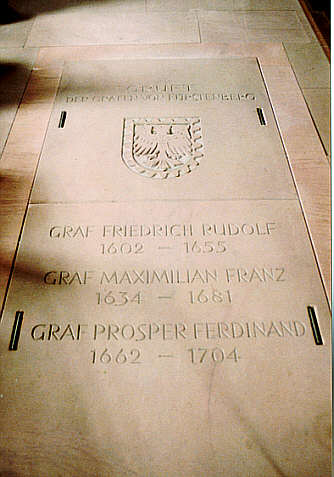 GRUFT
DER GRAFEN VON FÜRSTENBERG
GRAF FRIEDRICH RUDOLF
1602 – 1655
GRAF MAXIMILIAN FRANZ
1634 – 1681
GRAF PROSPER FERDINAND
1662 – 1704